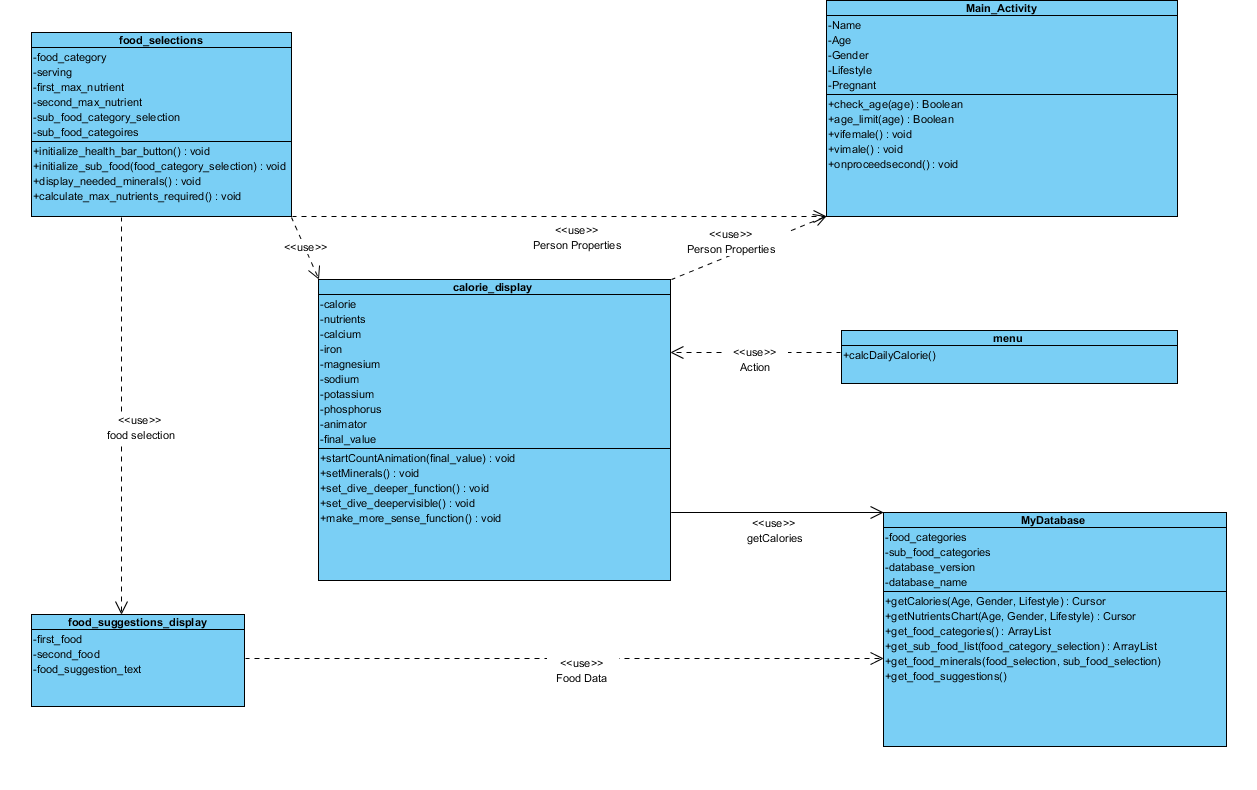 Main_Activity
-Name
-Age
-Gender
-Lifestyle
-Pregnant
+check_age(age) : Boolean
+age_limit(age) : Boolean
+vifemale() : void
+vimale() : void
+onproceedsecond() : void
food_selections
-food_category
-serving
-first_max_nutrient
-second_max_nutrient
-sub_food_category_selection
-sub_food_categoires
+initialize_health_bar_button() : void
+initialize_sub_food(food_category_selection) : void
+display_needed_minerals() : void
+calculate_max_nutrients_required() : void
<<use>>
Person Properties
<<use>>
Person Properties
<<use>>
calorie_display
-calorie
-nutrients
-calcium
-iron
-magnesium
-sodium
-potassium
-phosphorus
-animator
-final_value
+startCountAnimation(final_value) : void
+setMinerals() : void
+set_dive_deeper_function() : void
+set_dive_deepervisible() : void
+make_more_sense_function() : void
menu
+calcDailyCalorie()
<<use>>
Action
<<use>>
food selection
<<use>>
getCalories
MyDatabase
-food_categories
-sub_food_categories
-database_version
-database_name
+getCalories(Age, Gender, Lifestyle) : Cursor
+getNutrientsChart(Age, Gender, Lifestyle) : Cursor
+get_food_categories() : ArrayList
+get_sub_food_list(food_category_selection) : ArrayList
+get_food_minerals(food_selection, sub_food_selection)
+get_food_suggestions()
food_suggestions_display
-first_food
-second_food
-food_suggestion_text
<<use>>
Food Data